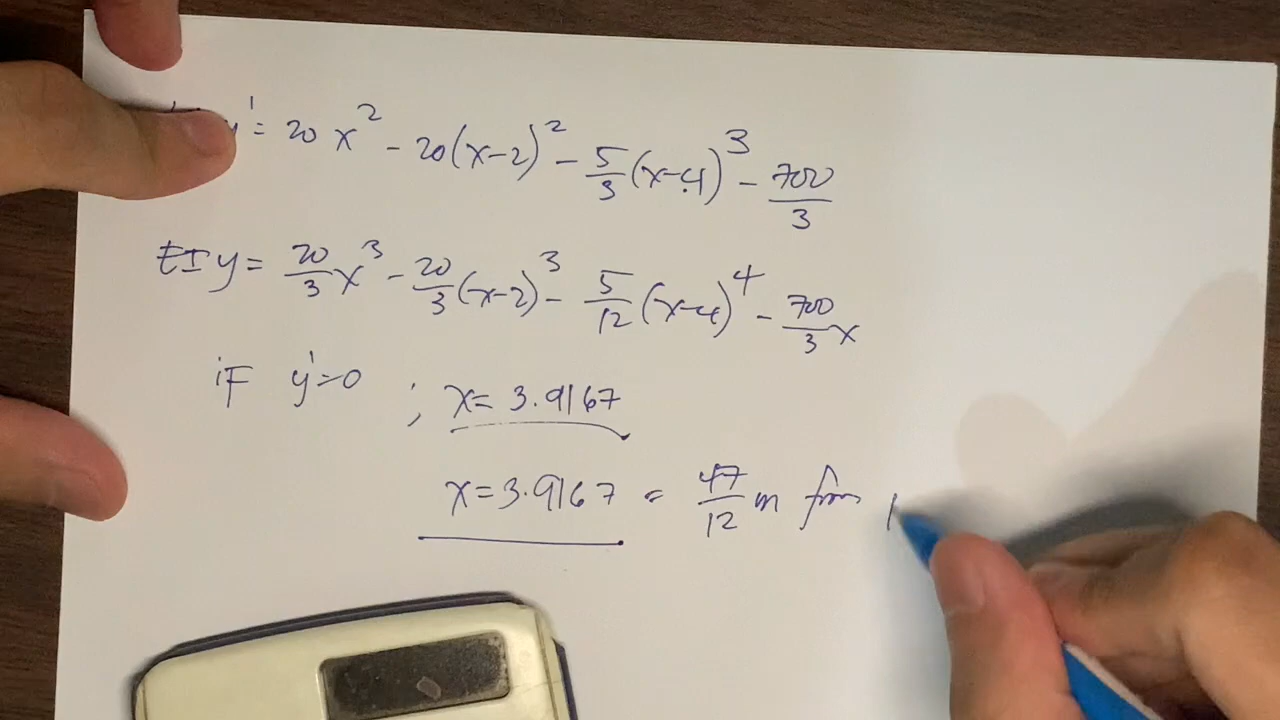 y' = 20x² - 20(x-2)² - 5/3(x-4)³ - 700/3
EIy = 20/3x³ - 20/3(x-2)³ - 5/12(x-4)⁴ - 700/3x
iF y'=0 ; x = 3.9167
x = 3.9167 = 47/12 m from